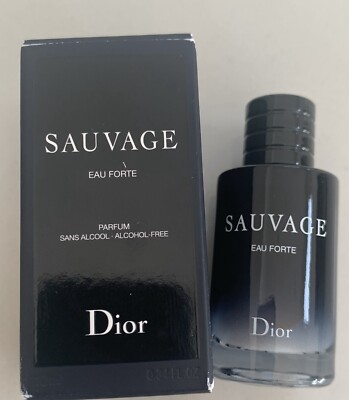 SAUVAGE
EAU FORTE
PARFUM
SANS ALCOOL · ALCOHOL-FREE
Dior
SAUVAGE
EAU FORTE
Dior